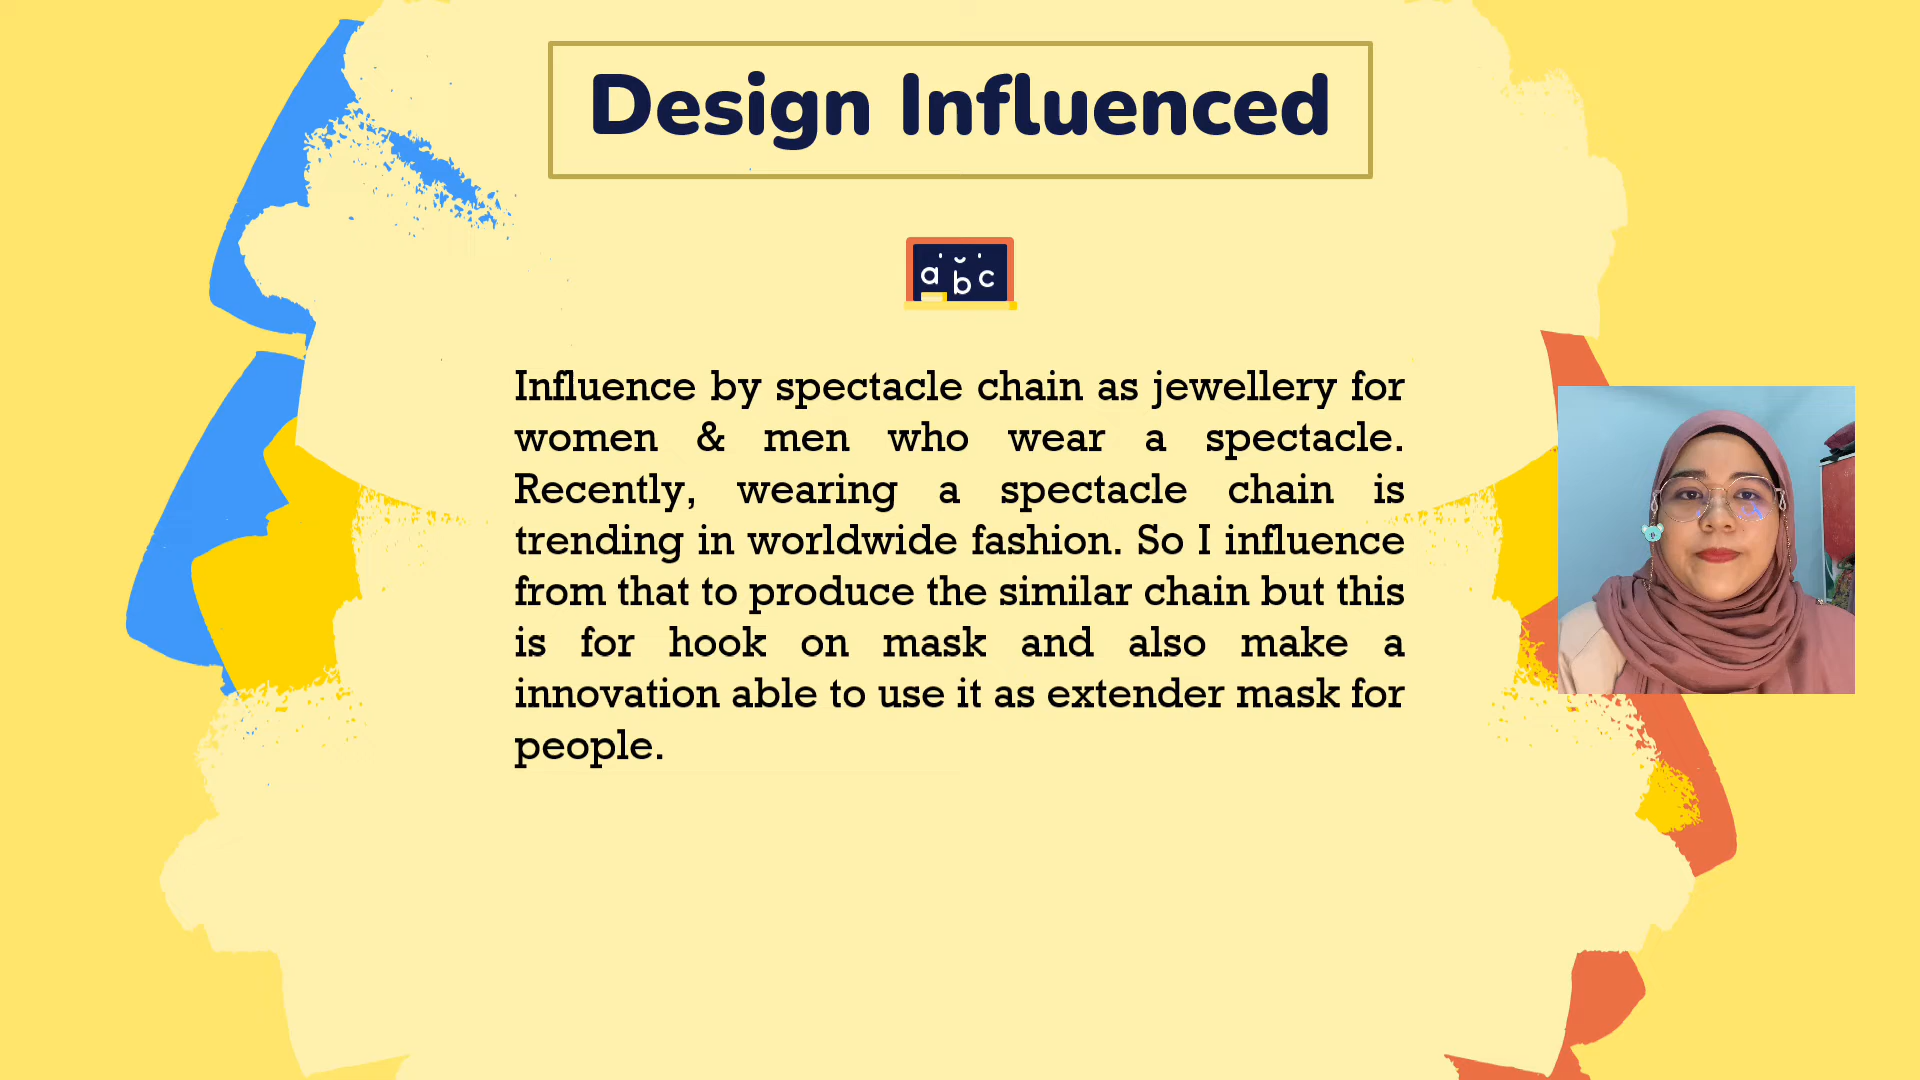 Design Influenced
a b c
Influence by spectacle chain as jewellery for
women & men who wear a spectacle.
Recently, wearing a spectacle chain is
trending in worldwide fashion. So I influence
from that to produce the similar chain but this
is for hook on mask and also make a
innovation able to use it as extender mask for
people.